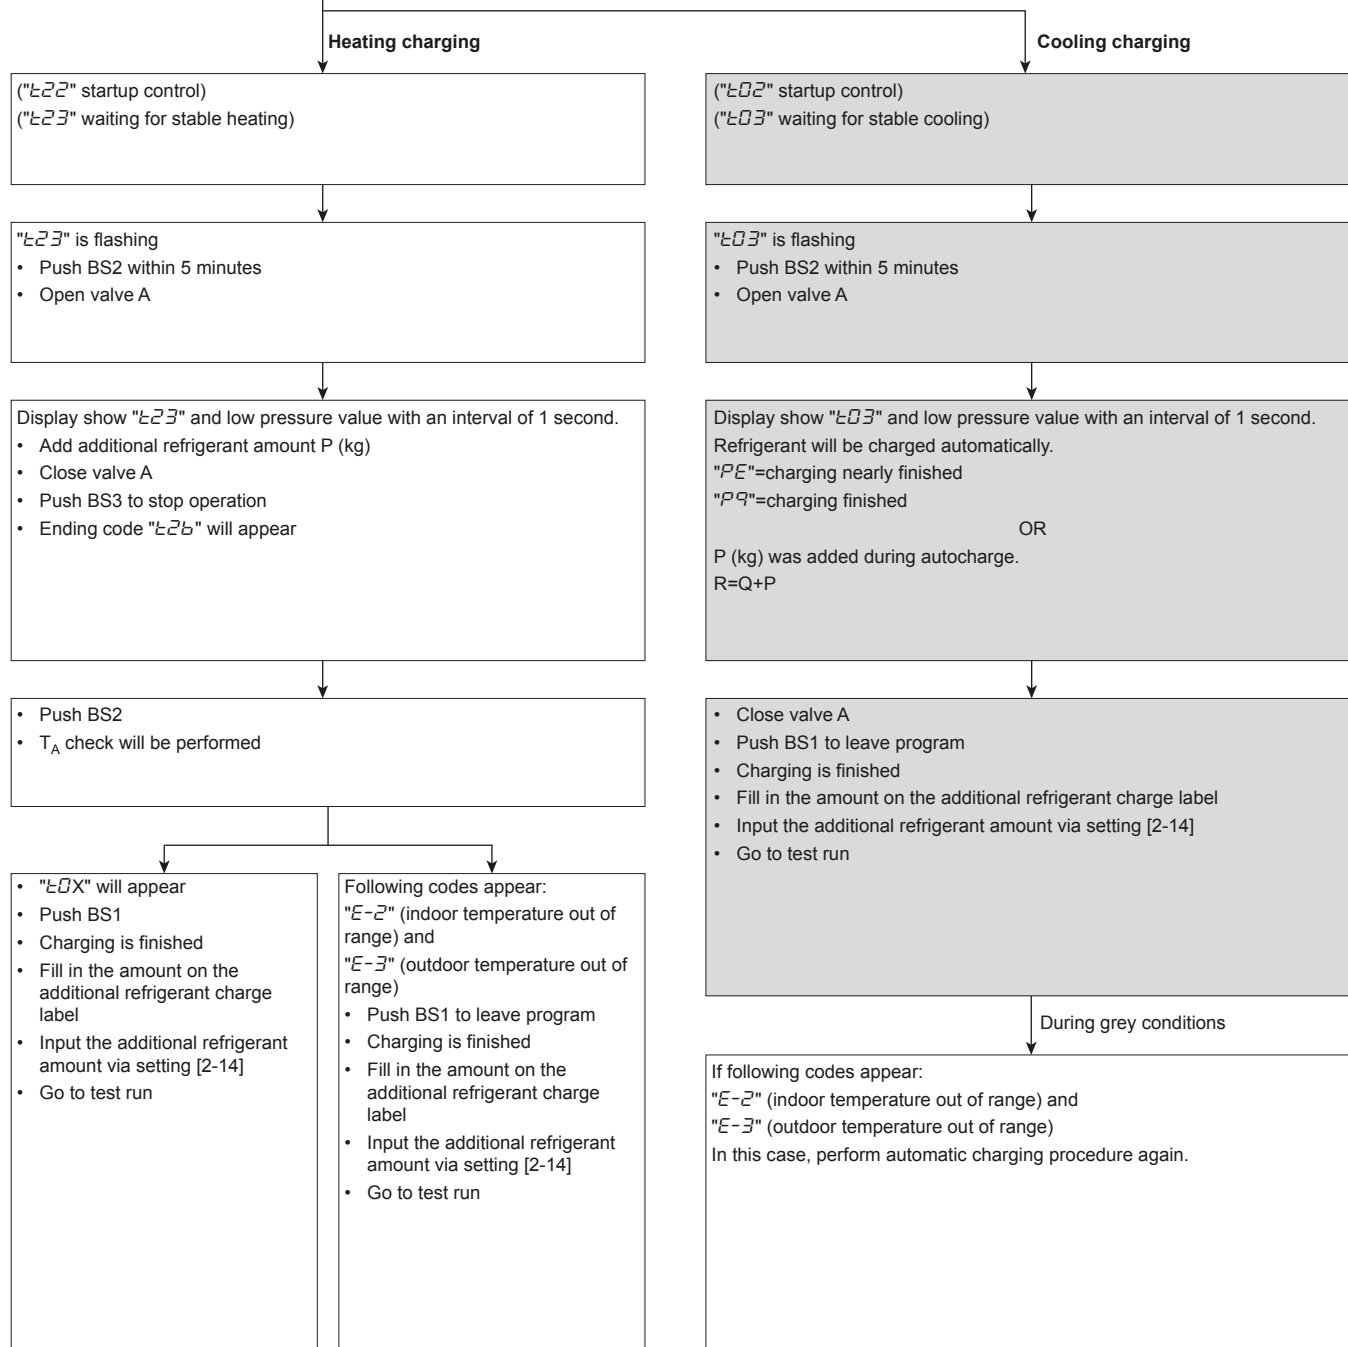 Heating charging
("t22" startup control)
("t23" waiting for stable heating)
"t23" is flashing
• Push BS2 within 5 minutes
• Open valve A
Display show "t23" and low pressure value with an interval of 1 second.
• Add additional refrigerant amount P (kg)
• Close valve A
• Push BS3 to stop operation
• Ending code "t2b" will appear
• Push BS2
• TA check will be performed
• "t0X" will appear
• Push BS1
• Charging is finished
• Fill in the amount on the
additional refrigerant charge
label
• Input the additional refrigerant
amount via setting [2-14]
• Go to test run
Following codes appear:
"E-2" (indoor temperature out of
range) and
"E-3" (outdoor temperature out of
range)
• Push BS1 to leave program
• Charging is finished
• Fill in the amount on the
additional refrigerant charge
label
• Input the additional refrigerant
amount via setting [2-14]
• Go to test run
Cooling charging
("t02" startup control)
("t03" waiting for stable cooling)
"t03" is flashing
• Push BS2 within 5 minutes
• Open valve A
Display show "t03" and low pressure value with an interval of 1 second.
Refrigerant will be charged automatically.
"PE"=charging nearly finished
"P9"=charging finished
OR
P (kg) was added during autocharge.
R=Q+P
• Close valve A
• Push BS1 to leave program
• Charging is finished
• Fill in the amount on the additional refrigerant charge label
• Input the additional refrigerant amount via setting [2-14]
• Go to test run
During grey conditions
If following codes appear:
"E-2" (indoor temperature out of range) and
"E-3" (outdoor temperature out of range)
In this case, perform automatic charging procedure again.